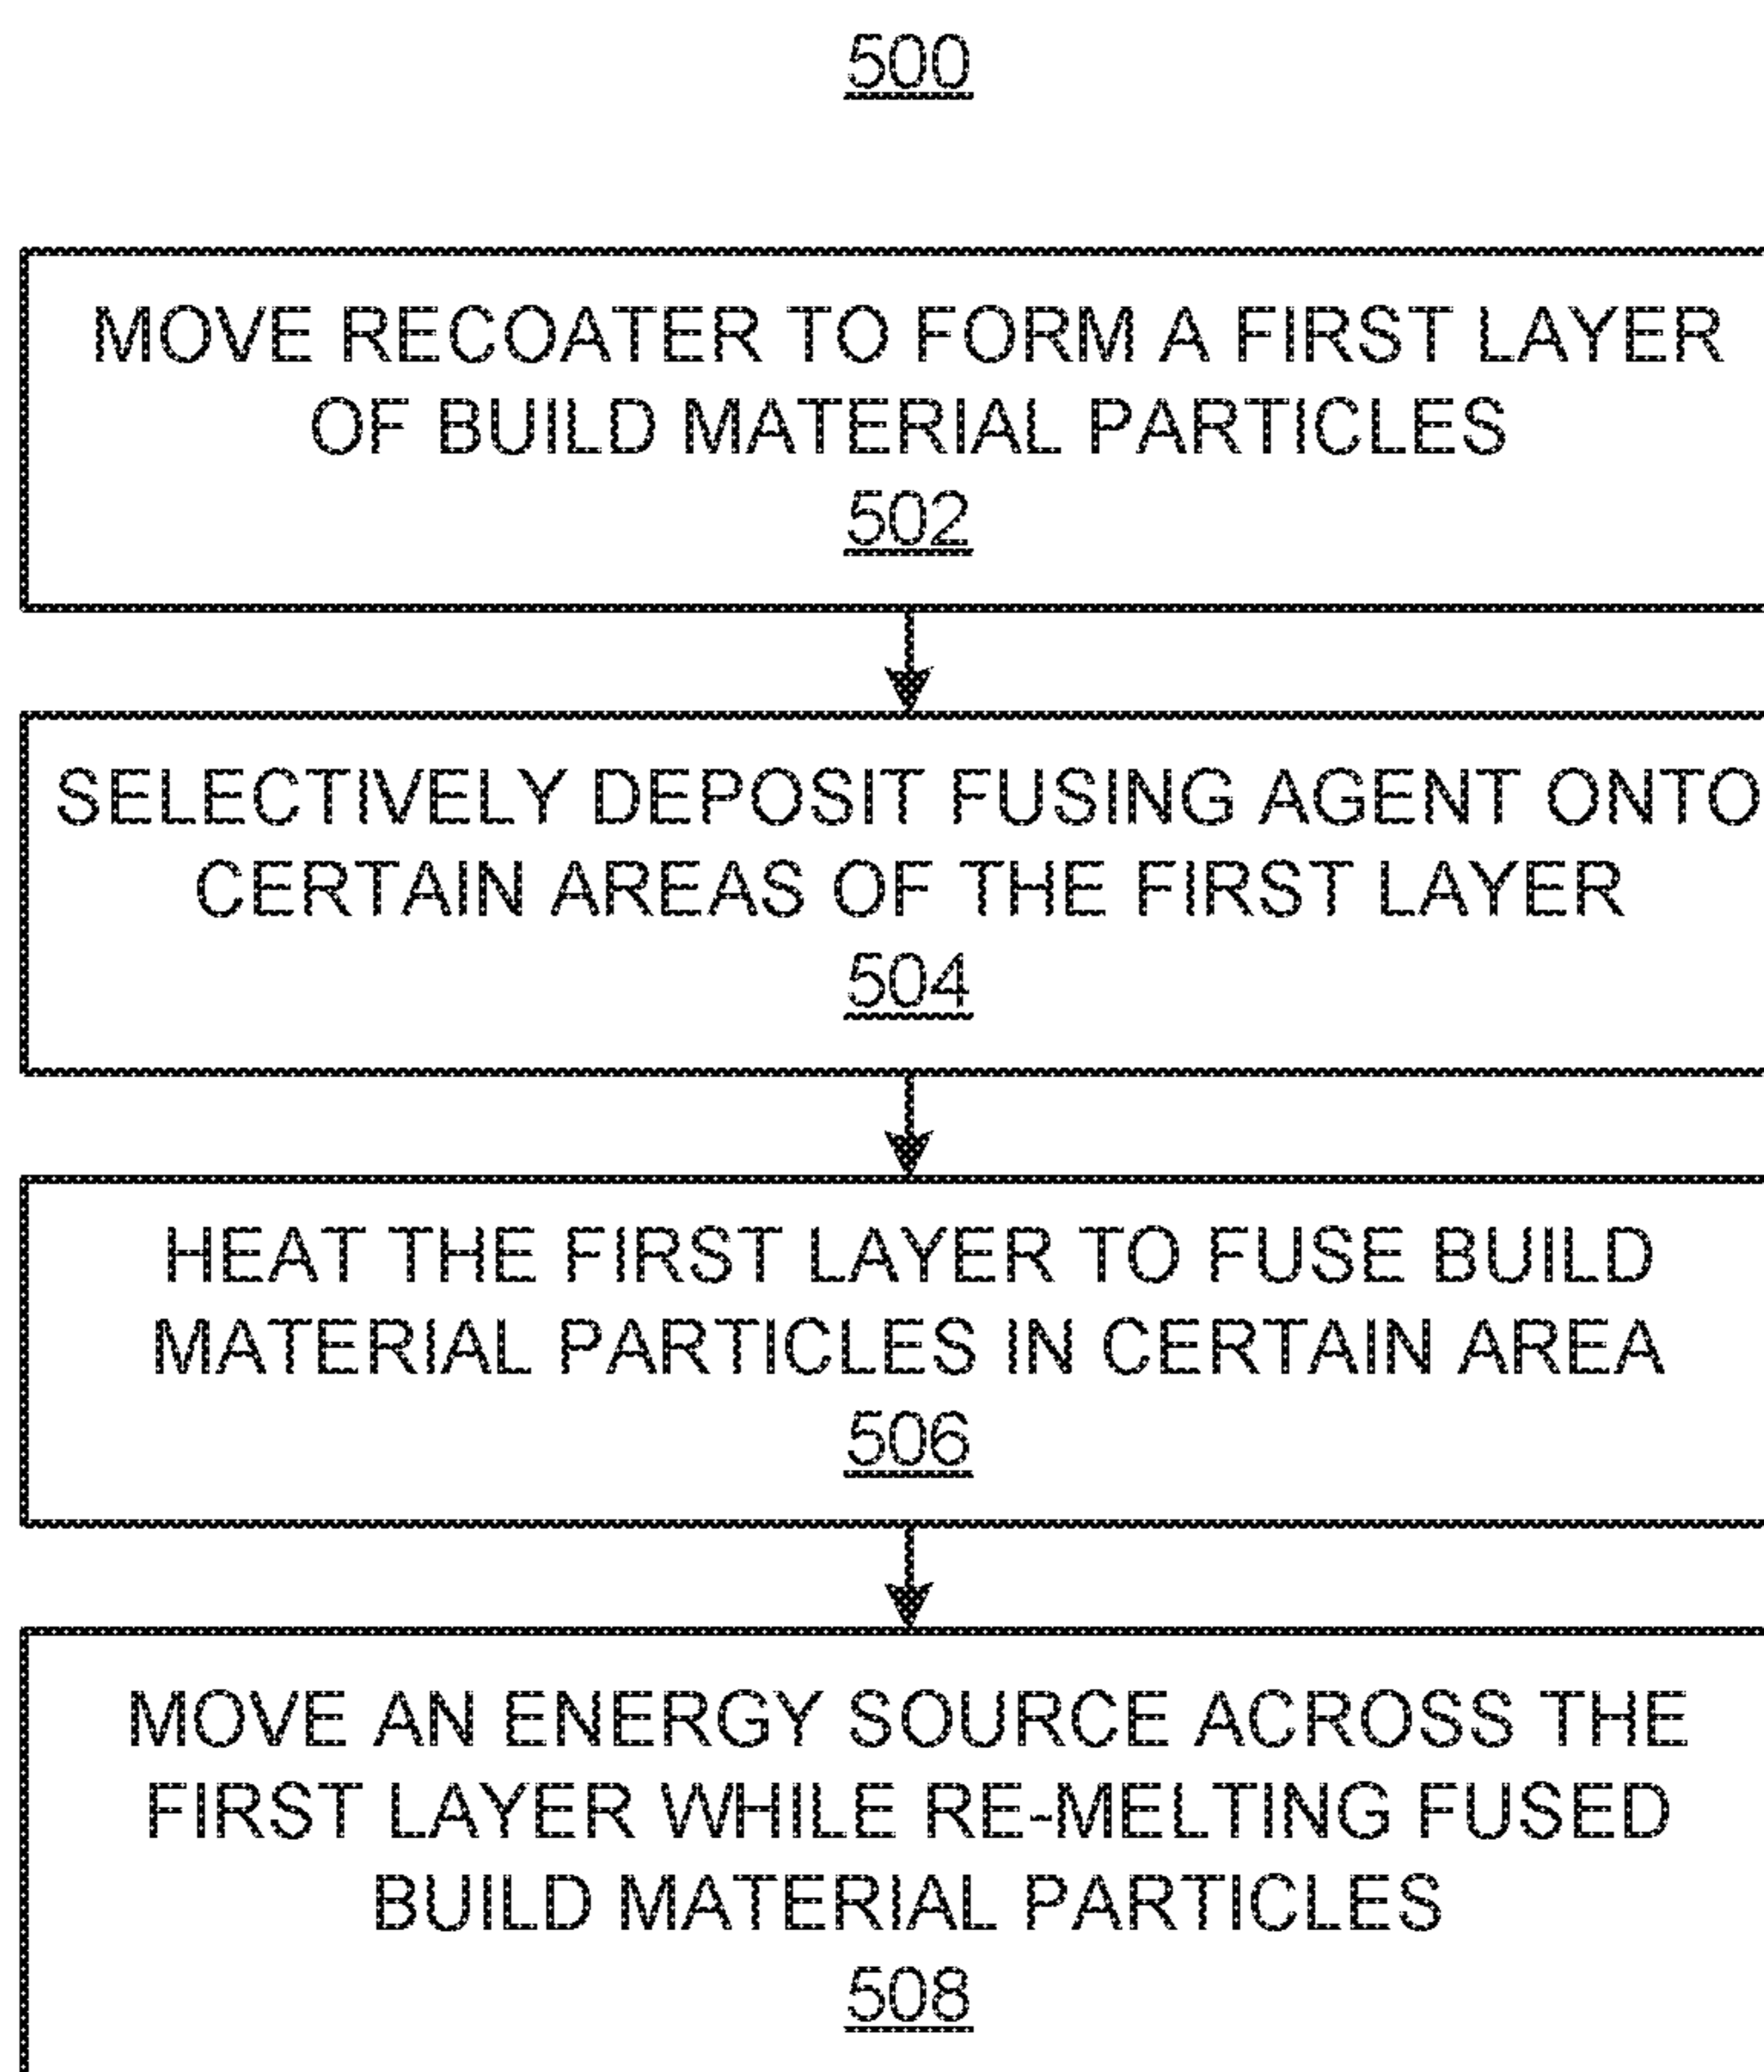 500
MOVE RECOATER TO FORM A FIRST LAYER
OF BUILD MATERIAL PARTICLES
502
SELECTIVELY DEPOSIT FUSING AGENT ONTO
CERTAIN AREAS OF THE FIRST LAYER
504
HEAT THE FIRST LAYER TO FUSE BUILD
MATERIAL PARTICLES IN CERTAIN AREA
506
MOVE AN ENERGY SOURCE ACROSS THE
FIRST LAYER WHILE RE-MELTING FUSED
BUILD MATERIAL PARTICLES
508